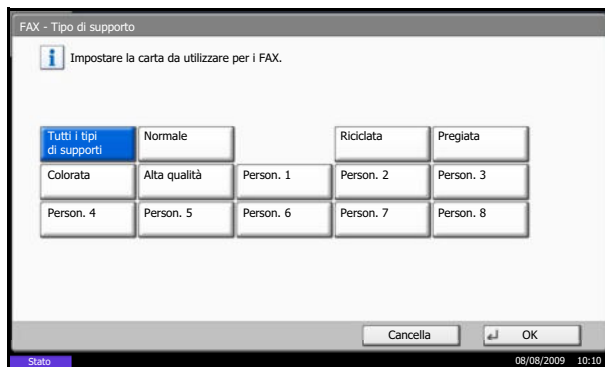 FAX - Tipo di supporto
Impostare la carta da utilizzare per i FAX.
Tutti i tipi
di supporti
Normale
Riciclata
Pregiata
Colorata
Alta qualità
Person. 1
Person. 2
Person. 3
Person. 4
Person. 5
Person. 6
Person. 7
Person. 8
Cancella
OK
Stato
08/08/2009 10:10